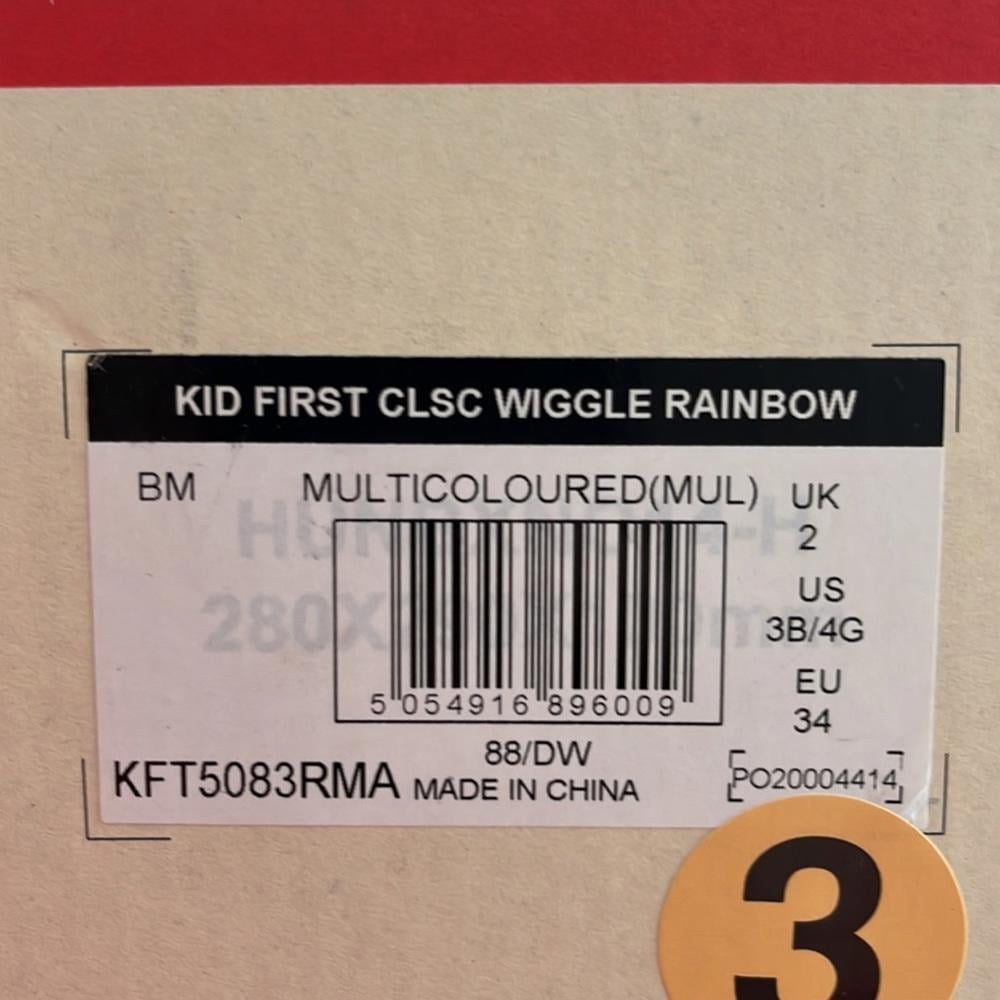 KID FIRST CLSC WIGGLE RAINBOW
BM MULTICOLOURED(MUL) UK
2
US
3B/4G
EU
34
5 054916 896009
88/DW
KFT5083RMA MADE IN CHINA PO20004414
280X
3